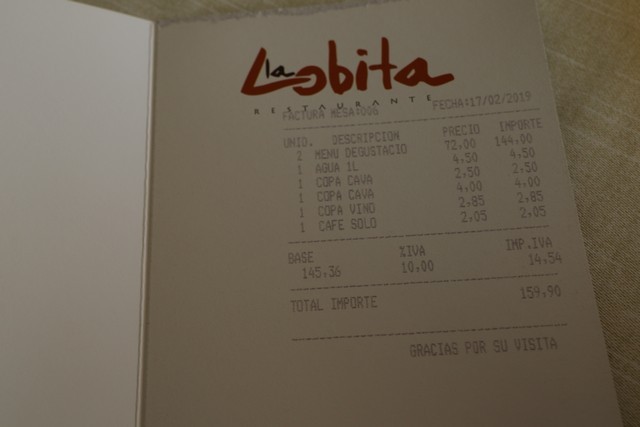 la Lobita
RESTAURANTE
FACTURA MESA:006 FECHA:17/02/2019
UNID. DESCRIPCION PRECIO IMPORTE
2 MENU DEGUSTACIO 72,00 144,00
1 AGUA 1L 4,50 4,50
1 COPA CAVA 2,50 2,50
1 COPA CAVA 4,00 4,00
1 COPA VINO 2,85 2,85
1 CAFE SOLO 2,05 2,05
BASE %IVA IMP.IVA
145,36 10,00 14,54
TOTAL IMPORTE 159,90
GRACIAS POR SU VISITA